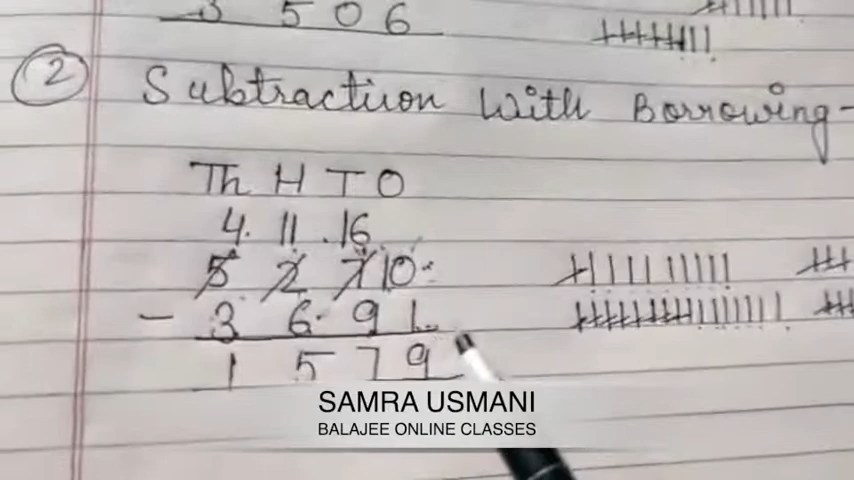 3 5 0 6
2 Subtraction With Borrowing-
Th H T O
4 11 16
5 2 7 10
- 3 6 9 1
1 5 7 9
SAMRA USMANI
BALAJEE ONLINE CLASSES